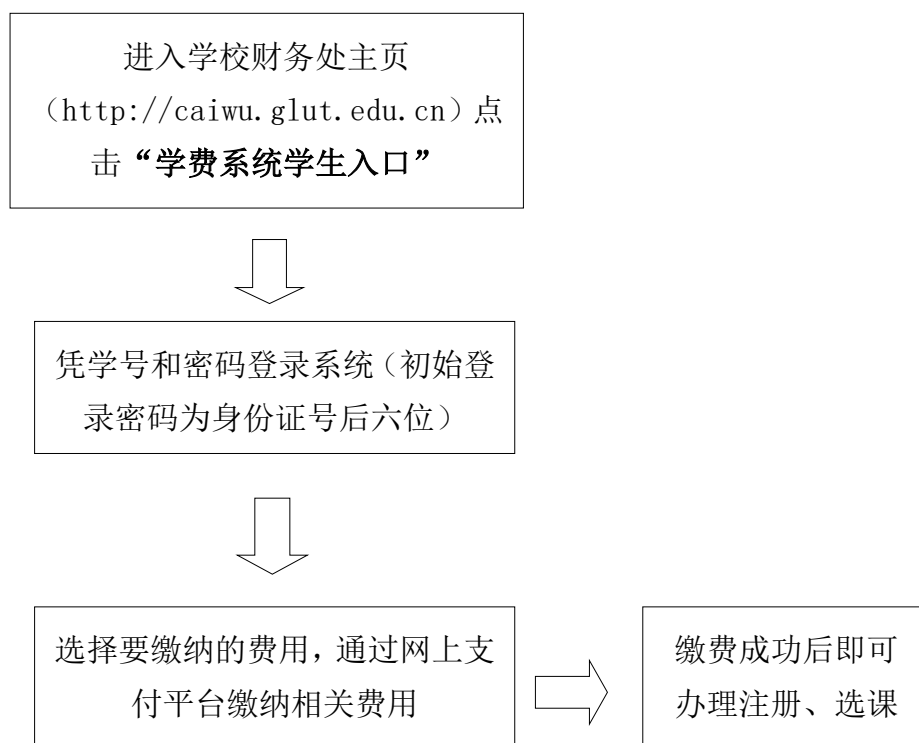 进入学校财务处主页
（http://caiwu.glut.edu.cn）点
击“学费系统学生入口”
凭学号和密码登录系统（初始登
录密码为身份证号后六位）
选择要缴纳的费用，通过网上支
付平台缴纳相关费用
缴费成功后即可
办理注册、选课